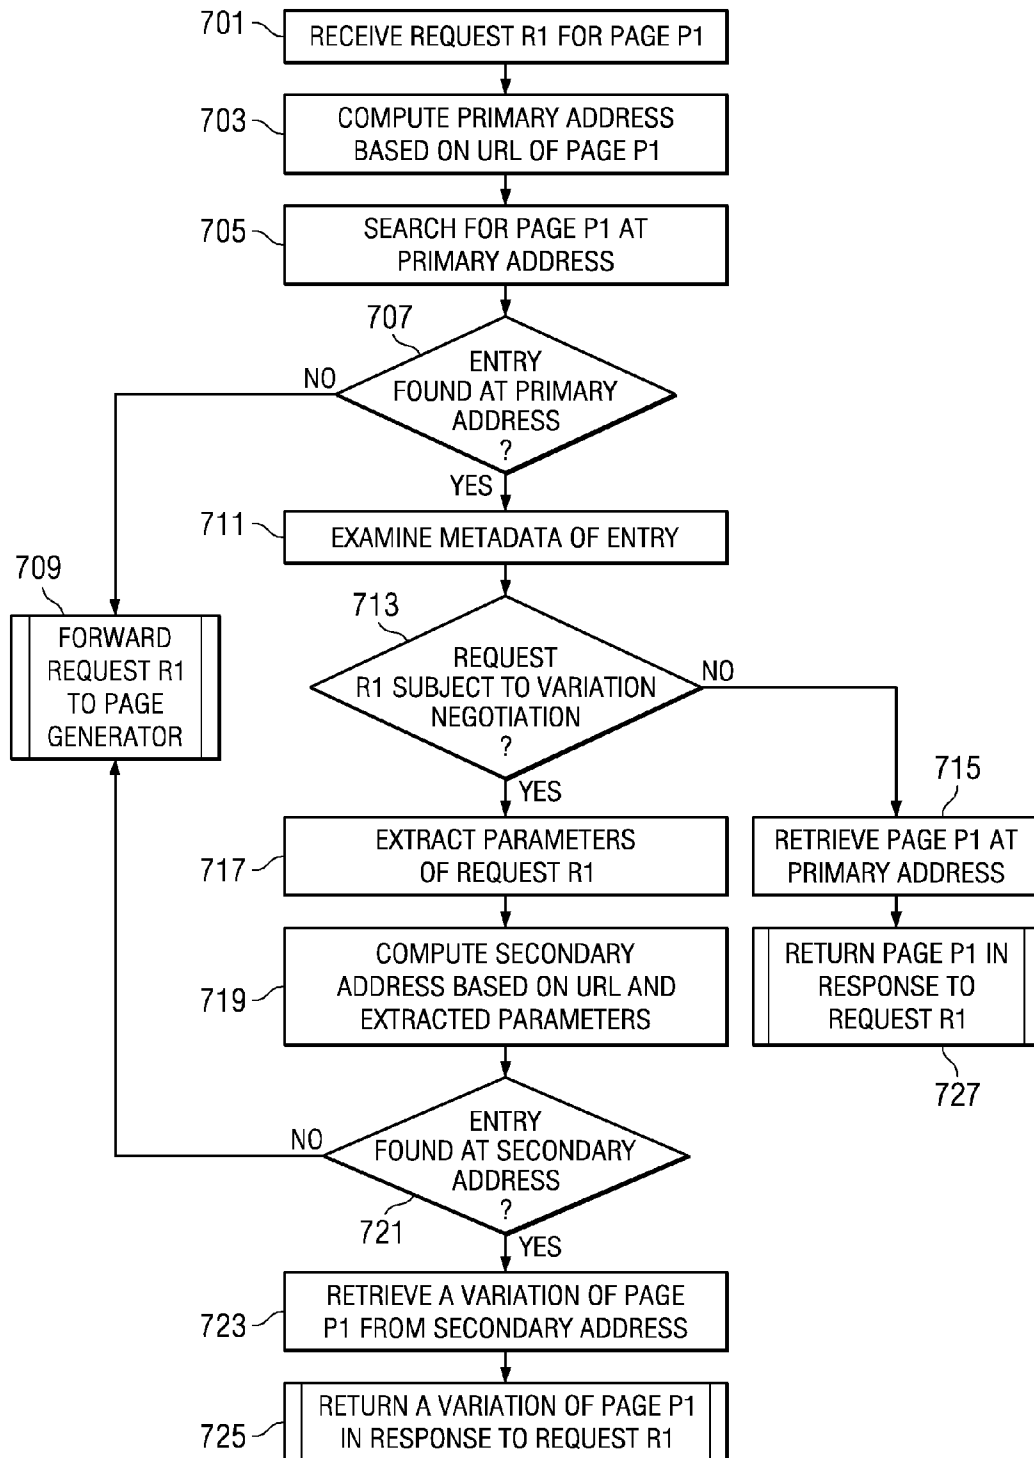 701
RECEIVE REQUEST R1 FOR PAGE P1
703
COMPUTE PRIMARY ADDRESS
BASED ON URL OF PAGE P1
705
SEARCH FOR PAGE P1 AT
PRIMARY ADDRESS
707
ENTRY
FOUND AT PRIMARY
ADDRESS
?
NO
YES
711
EXAMINE METADATA OF ENTRY
709
FORWARD
REQUEST R1
TO PAGE
GENERATOR
713
REQUEST
R1 SUBJECT TO VARIATION
NEGOTIATION
?
NO
YES
715
RETRIEVE PAGE P1 AT
PRIMARY ADDRESS
717
EXTRACT PARAMETERS
OF REQUEST R1
719
COMPUTE SECONDARY
ADDRESS BASED ON URL AND
EXTRACTED PARAMETERS
RETURN PAGE P1 IN
RESPONSE TO
REQUEST R1
727
ENTRY
FOUND AT SECONDARY
ADDRESS
?
NO
721
YES
723
RETRIEVE A VARIATION OF PAGE
P1 FROM SECONDARY ADDRESS
725
RETURN A VARIATION OF PAGE P1
IN RESPONSE TO REQUEST R1